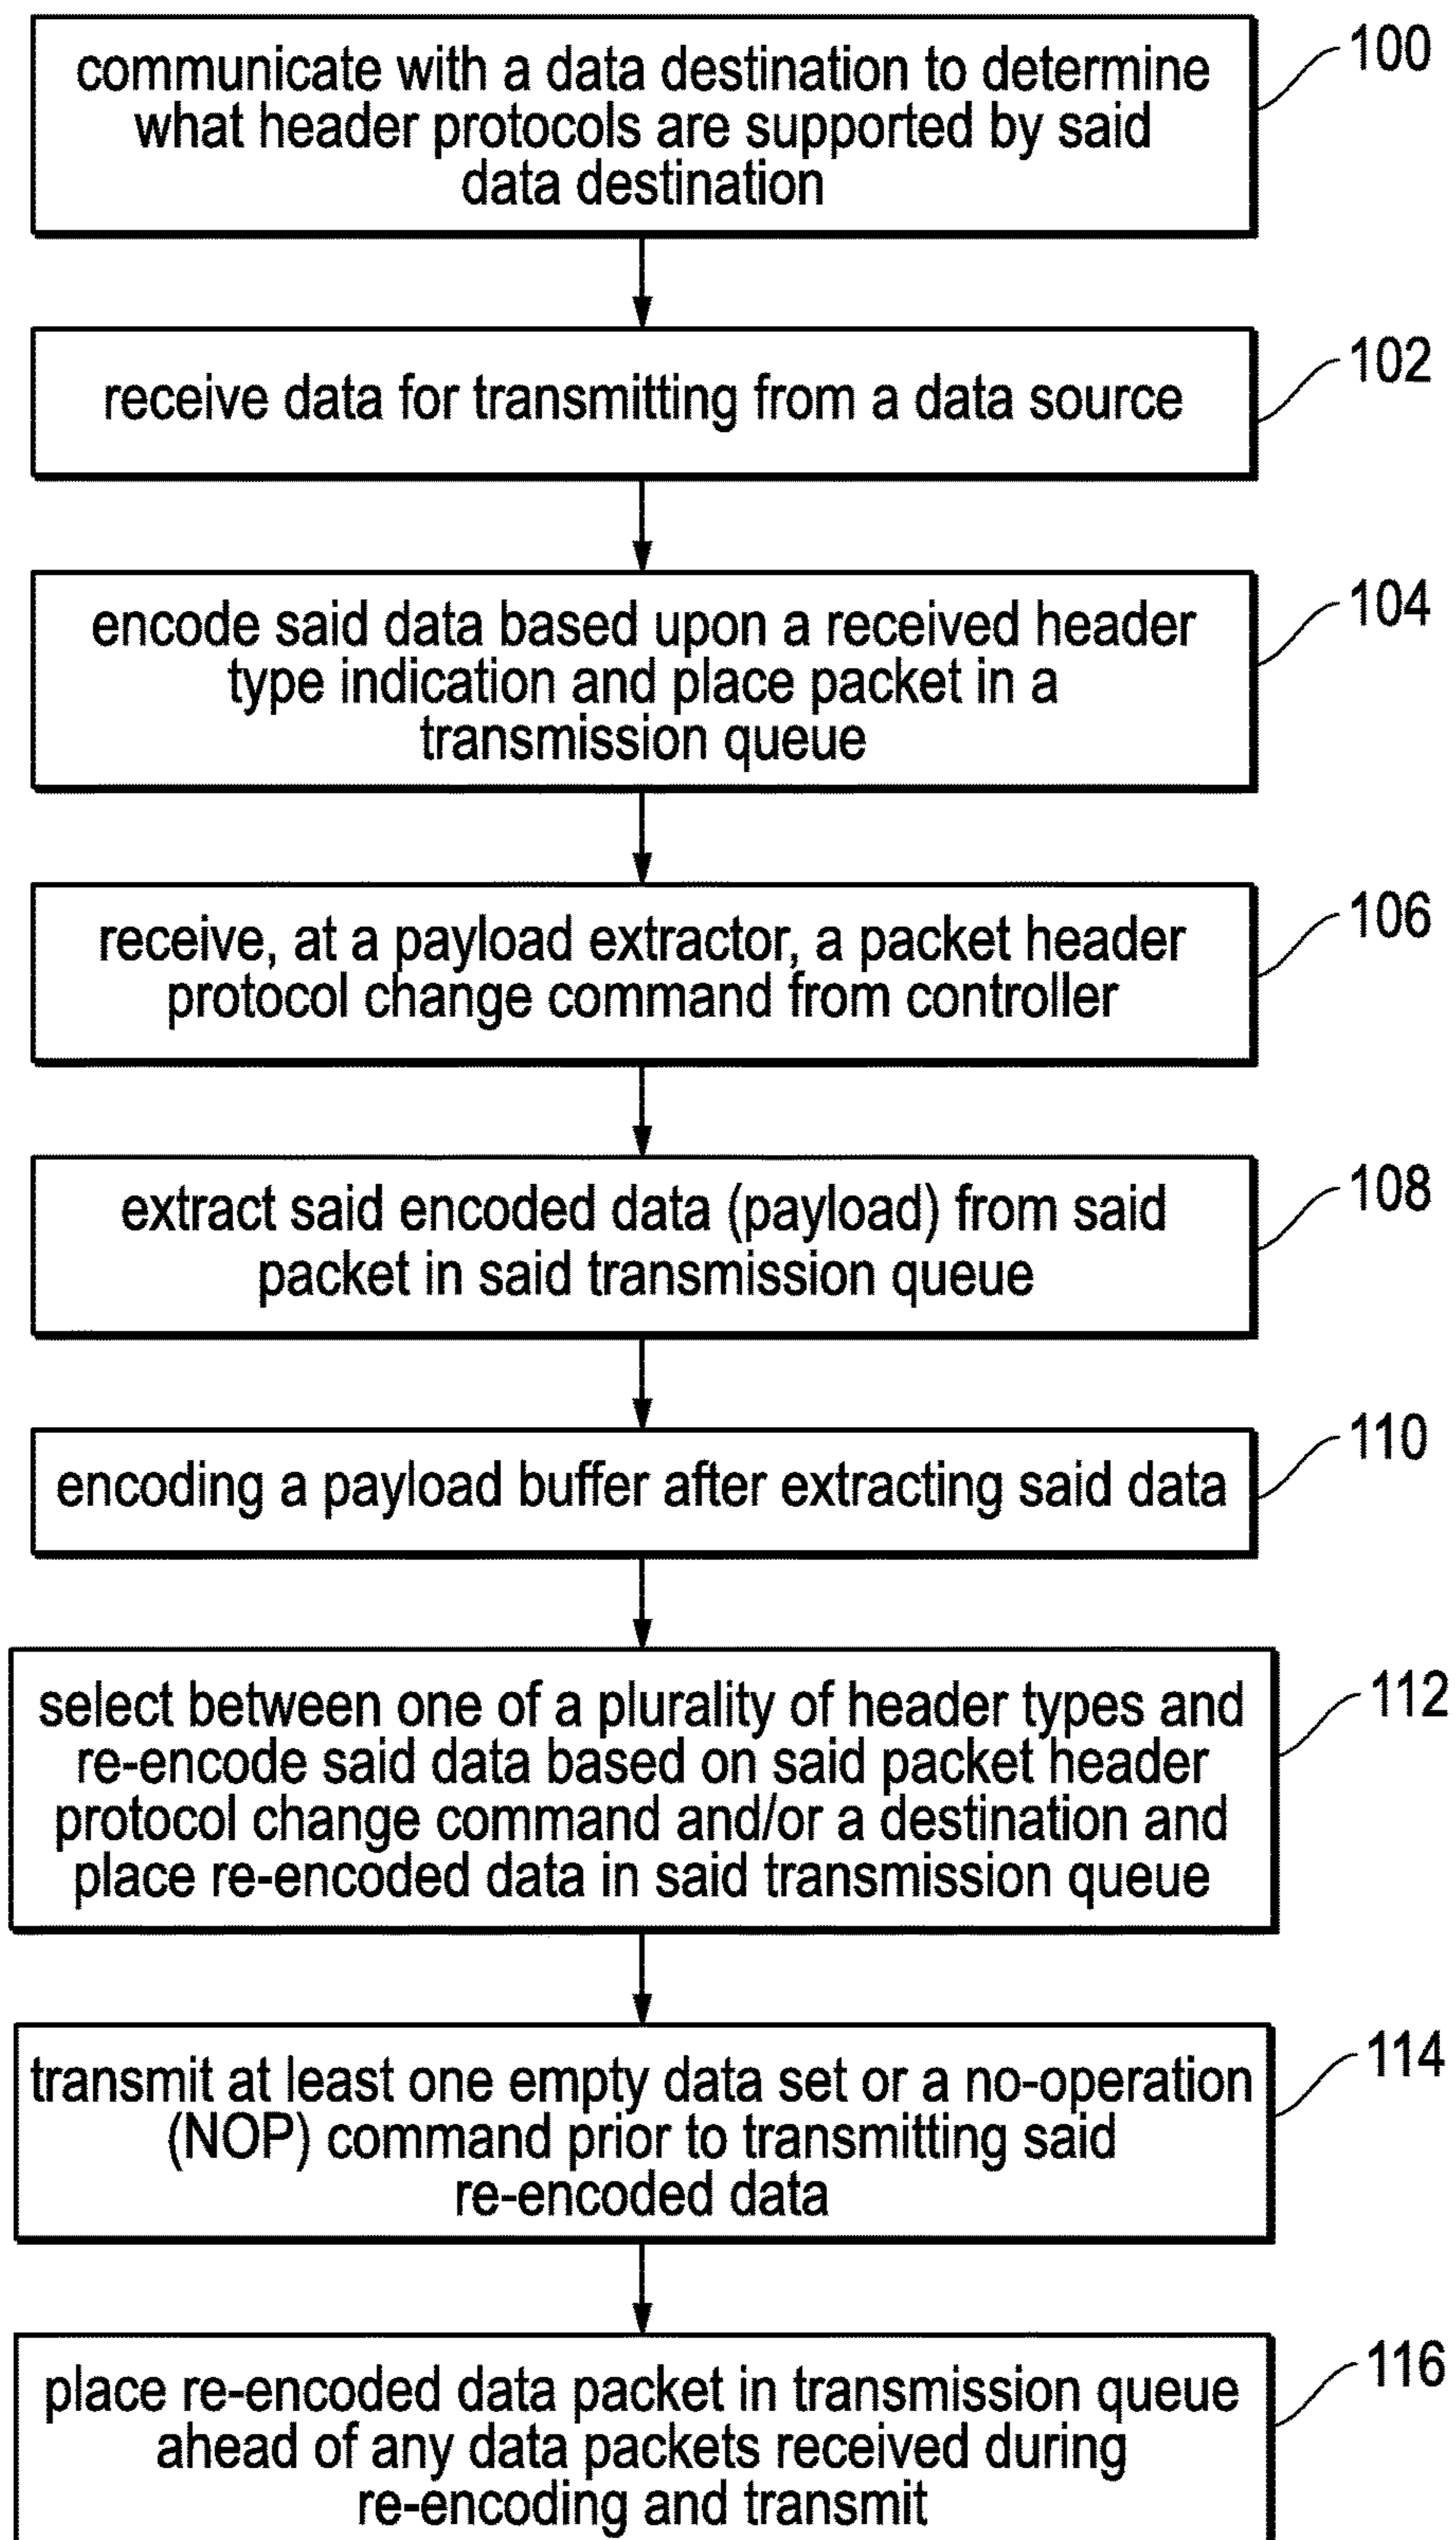 communicate with a data destination to determine
what header protocols are supported by said
data destination
100
receive data for transmitting from a data source
102
encode said data based upon a received header
type indication and place packet in a
transmission queue
104
receive, at a payload extractor, a packet header
protocol change command from controller
106
extract said encoded data (payload) from said
packet in said transmission queue
108
encoding a payload buffer after extracting said data
110
select between one of a plurality of header types and
re-encode said data based on said packet header
protocol change command and/or a destination and
place re-encoded data in said transmission queue
112
transmit at least one empty data set or a no-operation
(NOP) command prior to transmitting said
re-encoded data
114
place re-encoded data packet in transmission queue
ahead of any data packets received during
re-encoding and transmit
116